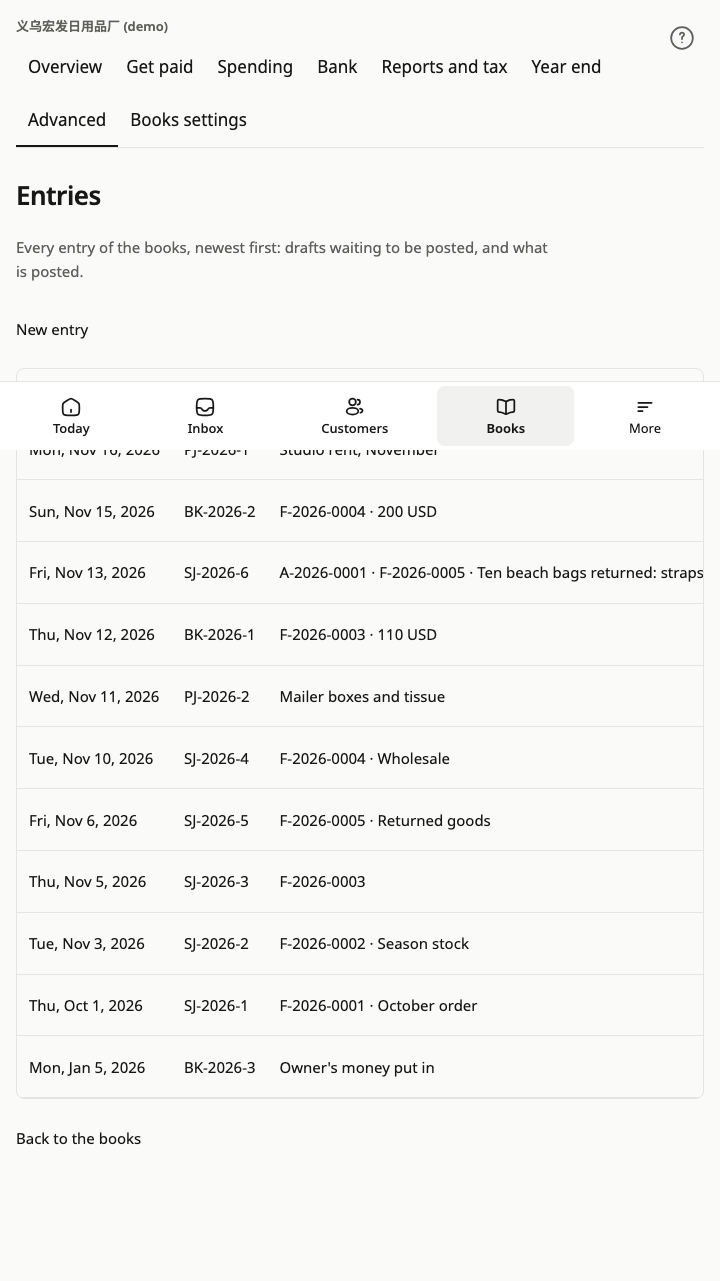 义乌宏发日用品厂 (demo)
Overview Get paid Spending Bank Reports and tax Year end
Advanced Books settings
Entries
Every entry of the books, newest first: drafts waiting to be posted, and what
is posted.
New entry
Today Inbox Customers Books More
Mon, Nov 16, 2026 PJ-2026-1 Studio rent, November
Sun, Nov 15, 2026 BK-2026-2 F-2026-0004 · 200 USD
Fri, Nov 13, 2026 SJ-2026-6 A-2026-0001 · F-2026-0005 · Ten beach bags returned: straps
Thu, Nov 12, 2026 BK-2026-1 F-2026-0003 · 110 USD
Wed, Nov 11, 2026 PJ-2026-2 Mailer boxes and tissue
Tue, Nov 10, 2026 SJ-2026-4 F-2026-0004 · Wholesale
Fri, Nov 6, 2026 SJ-2026-5 F-2026-0005 · Returned goods
Thu, Nov 5, 2026 SJ-2026-3 F-2026-0003
Tue, Nov 3, 2026 SJ-2026-2 F-2026-0002 · Season stock
Thu, Oct 1, 2026 SJ-2026-1 F-2026-0001 · October order
Mon, Jan 5, 2026 BK-2026-3 Owner's money put in
Back to the books